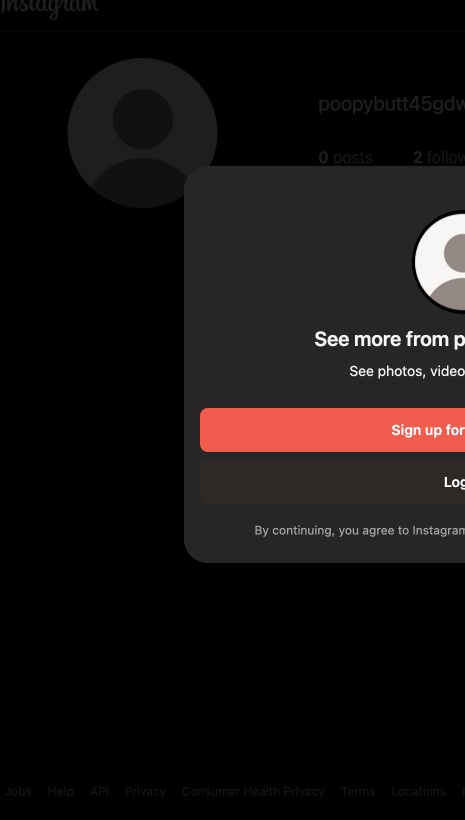 Instagram
poopybutt45gdw
0 posts 2 follow
See more from p
See photos, video
Sign up for
Log
By continuing, you agree to Instagram
Jobs Help API Privacy Consumer Health Privacy Terms Locations